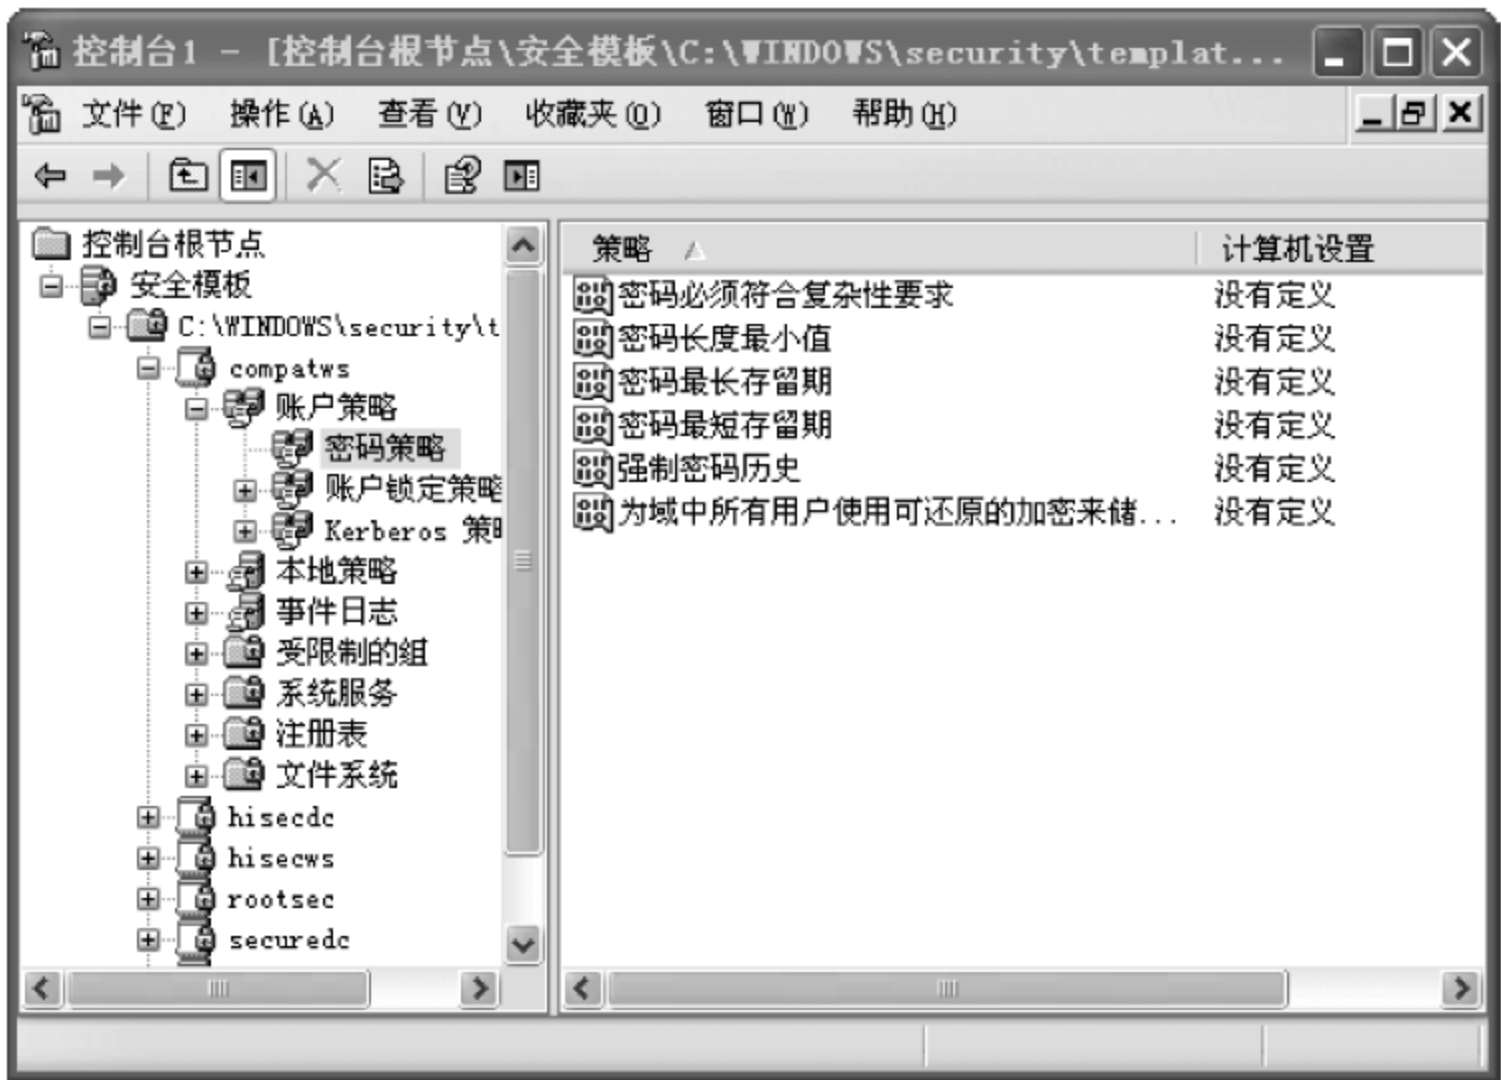 控制台1 - [控制台根节点\安全模板\C:\WINDOWS\security\templat...
文件(F) 操作(A) 查看(V) 收藏夹(O) 窗口(W) 帮助(H)
控制台根节点
安全模板
C:\WINDOWS\security\t
compatws
账户策略
密码策略
账户锁定策略
Kerberos 策略
本地策略
事件日志
受限制的组
系统服务
注册表
文件系统
hisecdc
hisecws
rootsec
securedc
策略 计算机设置
密码必须符合复杂性要求 没有定义
密码长度最小值 没有定义
密码最长存留期 没有定义
密码最短存留期 没有定义
强制密码历史 没有定义
为域中所有用户使用可还原的加密来储... 没有定义